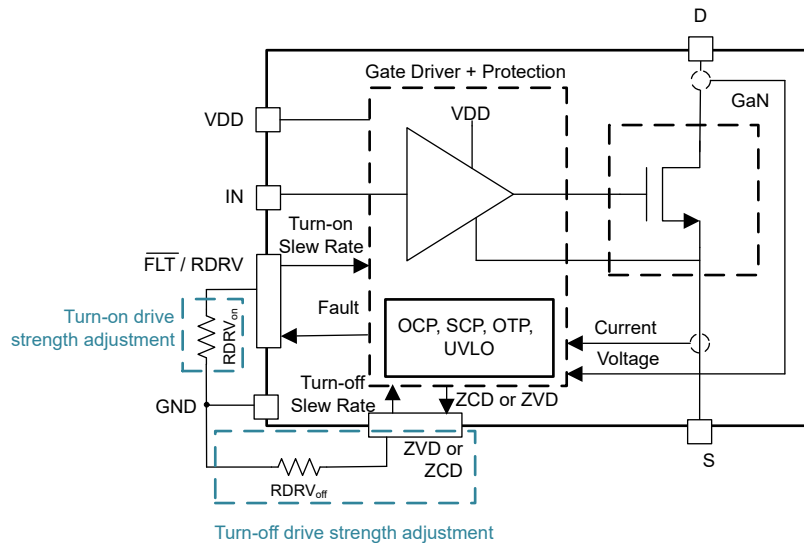 D
Gate Driver + Protection
GaN
VDD
VDD
IN
Turn-on
Slew Rate
FLT / RDRV
Turn-on drive
strength adjustment
RDRVon
Fault
OCP, SCP, OTP,
UVLO
Current
Voltage
Turn-off
Slew Rate
ZCD or ZVD
GND
ZVD or
ZCD
S
RDRVoff
Turn-off drive strength adjustment